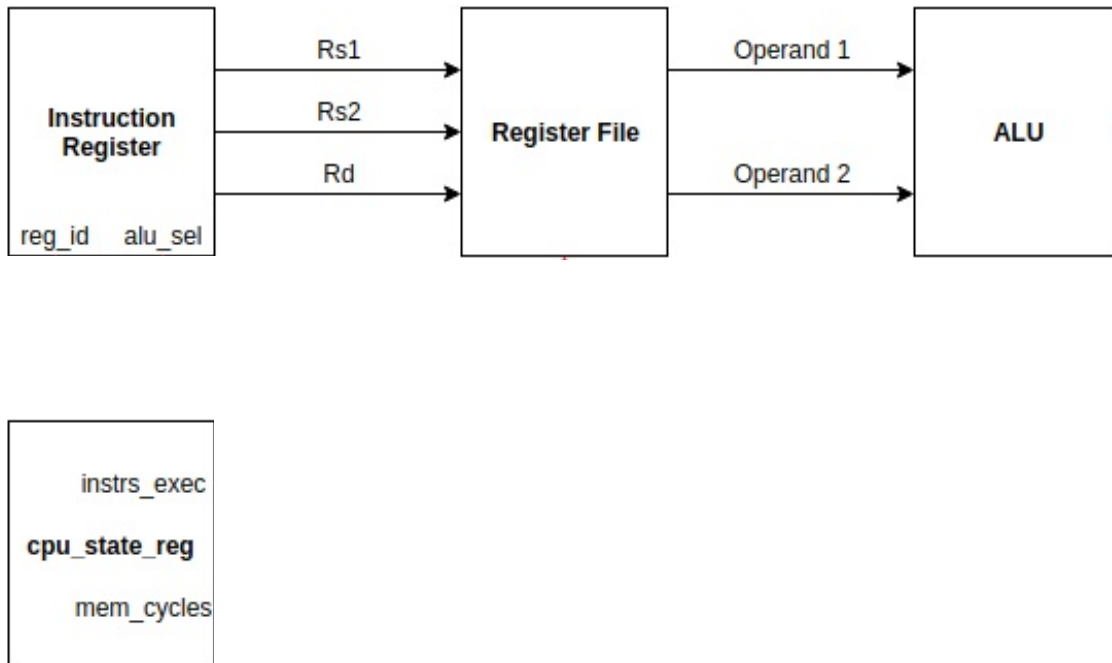 Rs1
Operand 1
Instruction
Register
Rs2
Register File
ALU
Rd
Operand 2
reg_id alu_sel
instrs_exec
cpu_state_reg
mem_cycles